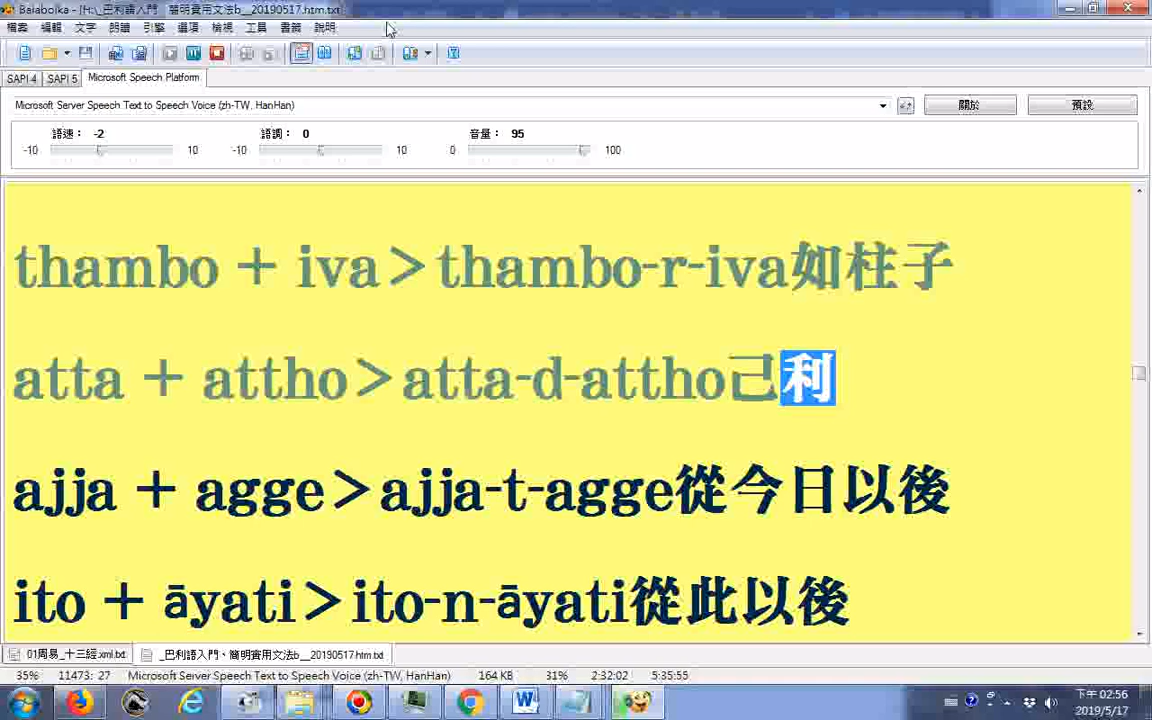 Balabolka - [H:\_巴利語入門、簡明實用文法b__20190517.htm.txt]
檔案 編輯 文字 朗讀 引擎 選項 檢視 工具 書籤 說明
SAPI 4 SAPI 5 Microsoft Speech Platform
Microsoft Server Speech Text to Speech Voice (zh-TW, HanHan) 關於 預設
語速： -2 語調： 0 音量： 95
-10 10 -10 10 0 100
thambo + iva＞thambo-r-iva如柱子
atta + attho＞atta-d-attho己利
ajja + agge＞ajja-t-agge從今日以後
ito + āyati＞ito-n-āyati從此以後
01周易_十三經.xml.txt _巴利語入門、簡明實用文法b__20190517.htm.txt
35% 11473: 27 Microsoft Server Speech Text to Speech Voice (zh-TW, HanHan) 164 KB 31% 2:32:02 5:35:55
下午 02:56
2019/5/17